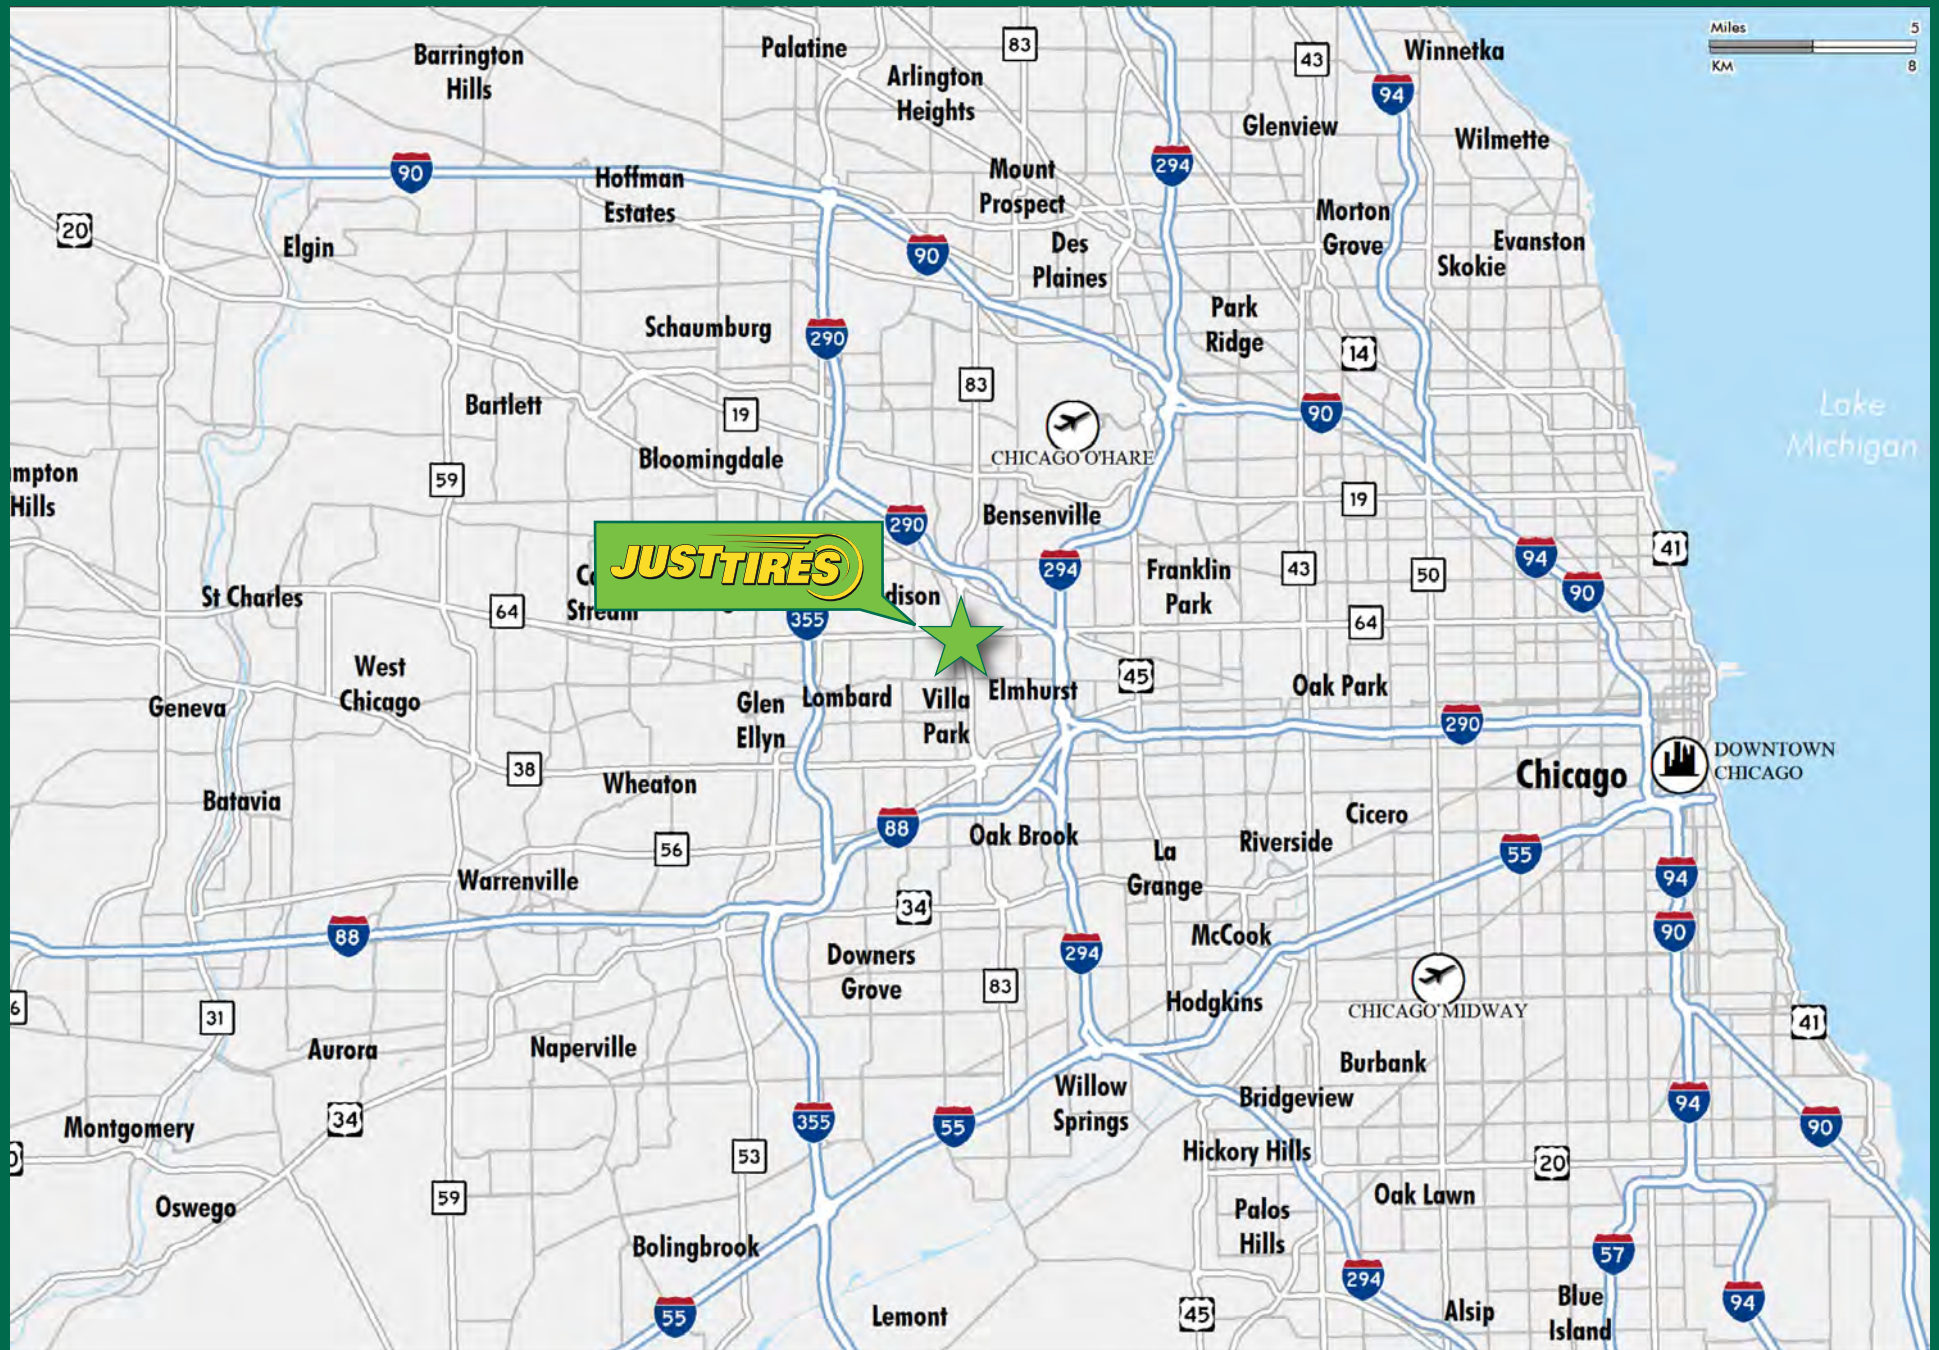 Miles 5
KM 8
Barrington
Hills
Palatine
83
43
Winnetka
Arlington
Heights
94
Glenview
Wilmette
90
Hoffman
Estates
Mount
Prospect
294
Morton
Grove
20
Elgin
90
Des
Plaines
Evanston
Skokie
Schaumburg
290
Park
Ridge
14
83
Bartlett
19
90
Lake
Michigan
CHICAGO O'HARE
Bloomingdale
mpton
Hills
59
19
290
Bensenville
41
JUSTTIRES
294
Franklin
Park
43
50
94
90
St Charles
64
Stream
dison
355
64
West
Chicago
45
Geneva
Glen
Ellyn
Lombard
Villa
Park
Elmhurst
Oak Park
290
DOWNTOWN
CHICAGO
38
Wheaton
Chicago
Batavia
88
Oak Brook
Cicero
56
La
Grange
Riverside
55
Warrenville
94
34
88
McCook
90
Downers
Grove
294
83
CHICAGO MIDWAY
6
31
Hodgkins
41
Aurora
Naperville
Burbank
Willow
Springs
Bridgeview
34
355
55
94
90
Montgomery
53
Hickory Hills
20
59
Oswego
Oak Lawn
Palos
Hills
Bolingbrook
57
294
55
Lemont
45
Alsip
Blue
Island
94